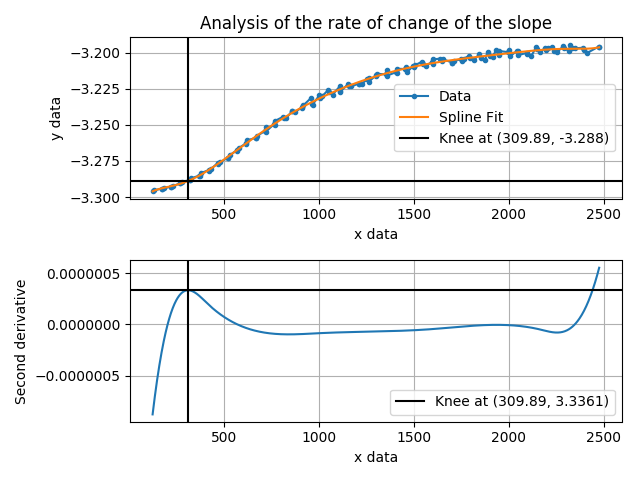 Analysis of the rate of change of the slope
−3.200
−3.225
−3.250
−3.275
−3.300
y data
Data
Spline Fit
Knee at (309.89, -3.288)
500 1000 1500 2000 2500
x data
0.0000005
0.0000000
−0.0000005
Second derivative
Knee at (309.89, 3.3361)
500 1000 1500 2000 2500
x data